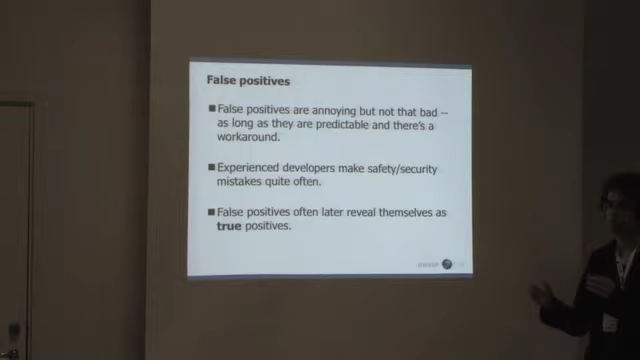 False positives
■ False positives are annoying but not that bad --
as long as they are predictable and there's a
workaround.
■ Experienced developers make safety/security
mistakes quite often.
■ False positives often later reveal themselves as
true positives.